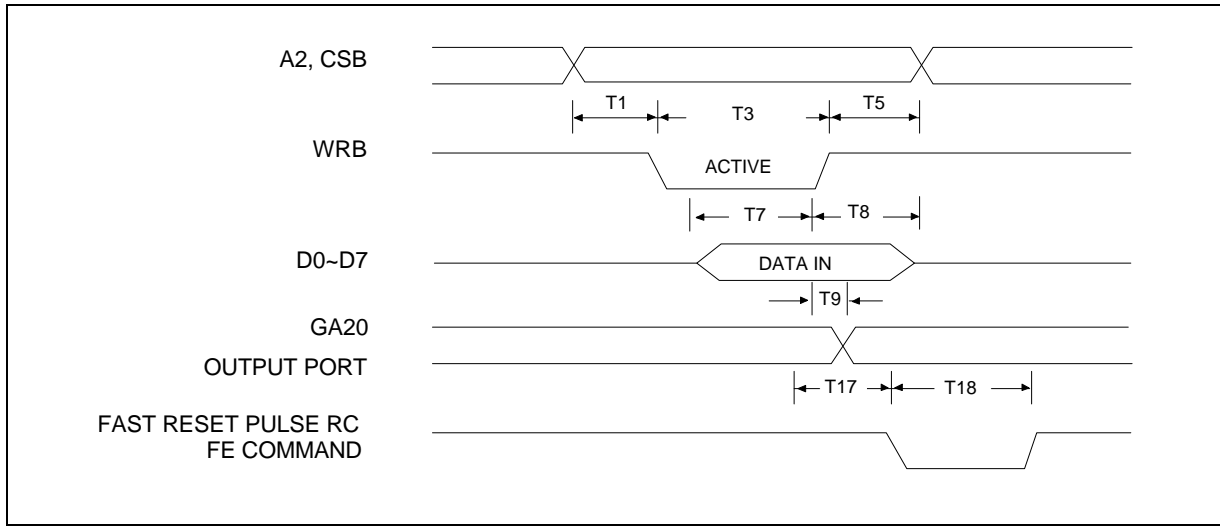 A2, CSB
T1
T3
T5
WRB
ACTIVE
T7
T8
D0~D7
DATA IN
T9
GA20
OUTPUT PORT
T17
T18
FAST RESET PULSE RC
FE COMMAND